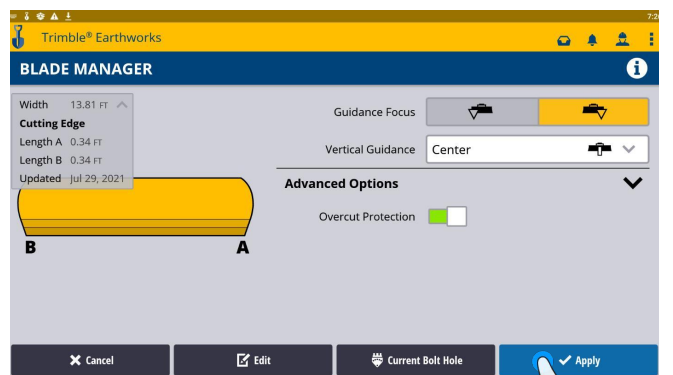 7:2
Trimble® Earthworks
BLADE MANAGER
Width 13.81 FT
Cutting Edge
Length A 0.34 FT
Length B 0.34 FT
Updated Jul 29, 2021
B
A
Guidance Focus
Vertical Guidance Center
Advanced Options
Overcut Protection
Cancel
Edit
Current Bolt Hole
Apply